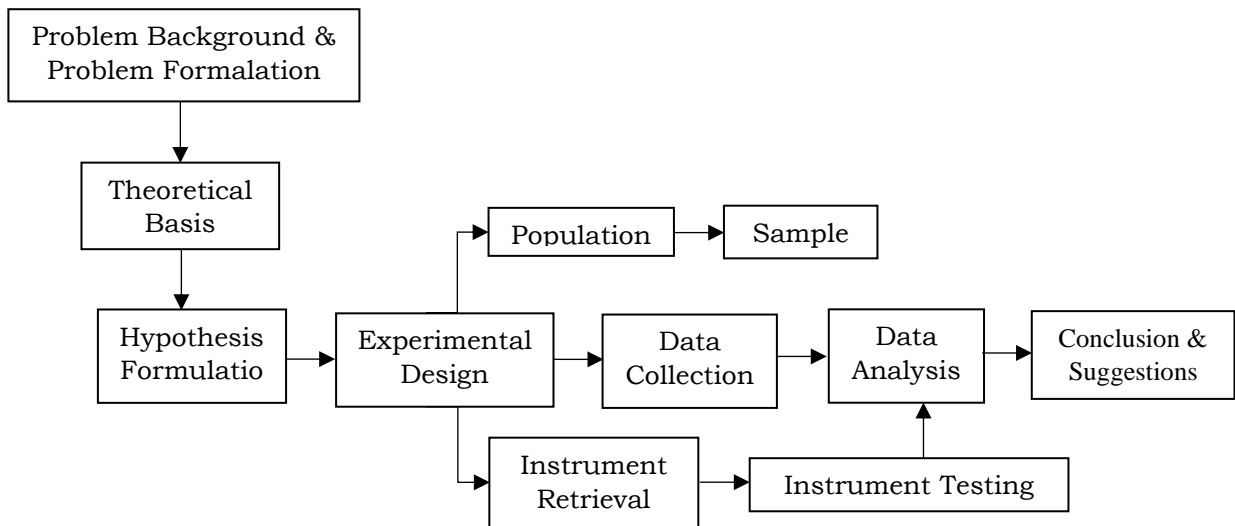 Problem Background &
Problem Formalation
Theoretical
Basis
Population
Sample
Hypothesis
Formulatio
Experimental
Design
Data
Collection
Data
Analysis
Conclusion &
Suggestions
Instrument
Retrieval
Instrument Testing